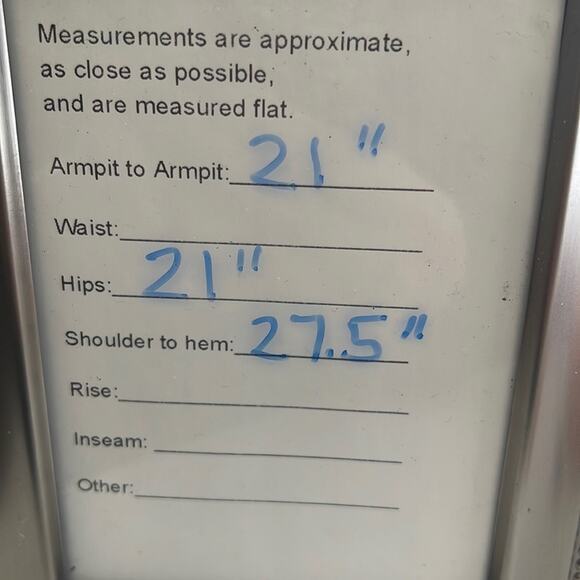 Measurements are approximate,
as close as possible,
and are measured flat.
Armpit to Armpit: 21"
Waist:
Hips: 21"
Shoulder to hem: 27.5"
Rise:
Inseam:
Other: